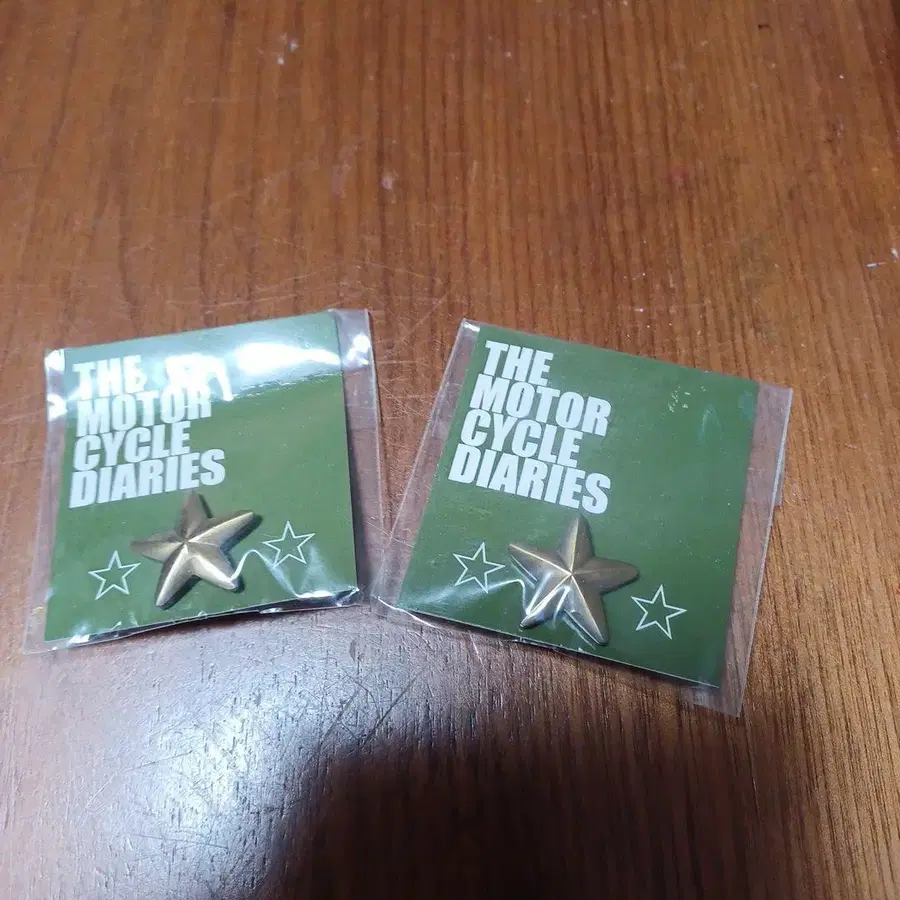 THE
MOTOR
CYCLE
DIARIES
THE
MOTOR
CYCLE
DIARIES